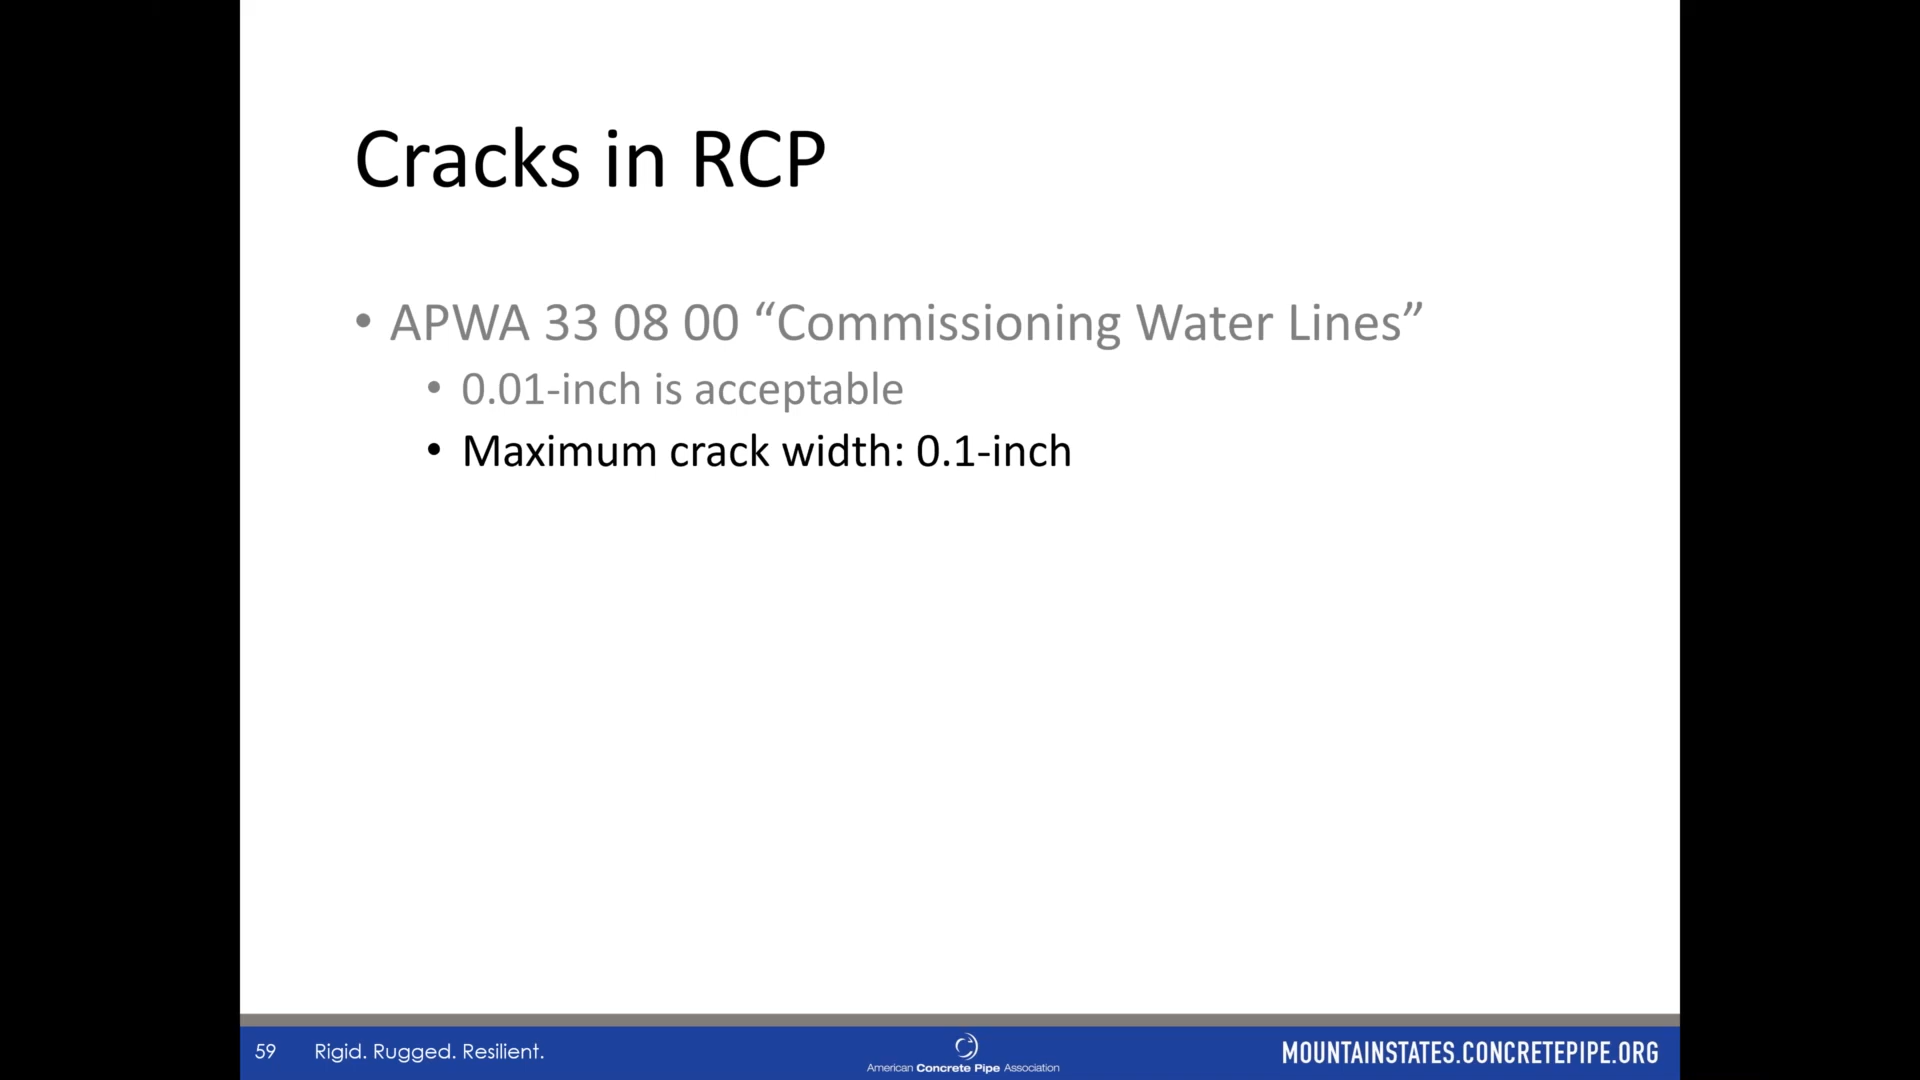 Cracks in RCP
• APWA 33 08 00 “Commissioning Water Lines”
• 0.01-inch is acceptable
• Maximum crack width: 0.1-inch
59 Rigid. Rugged. Resilient.
American Concrete Pipe Association
MOUNTAINSTATES.CONCRETEPIPE.ORG